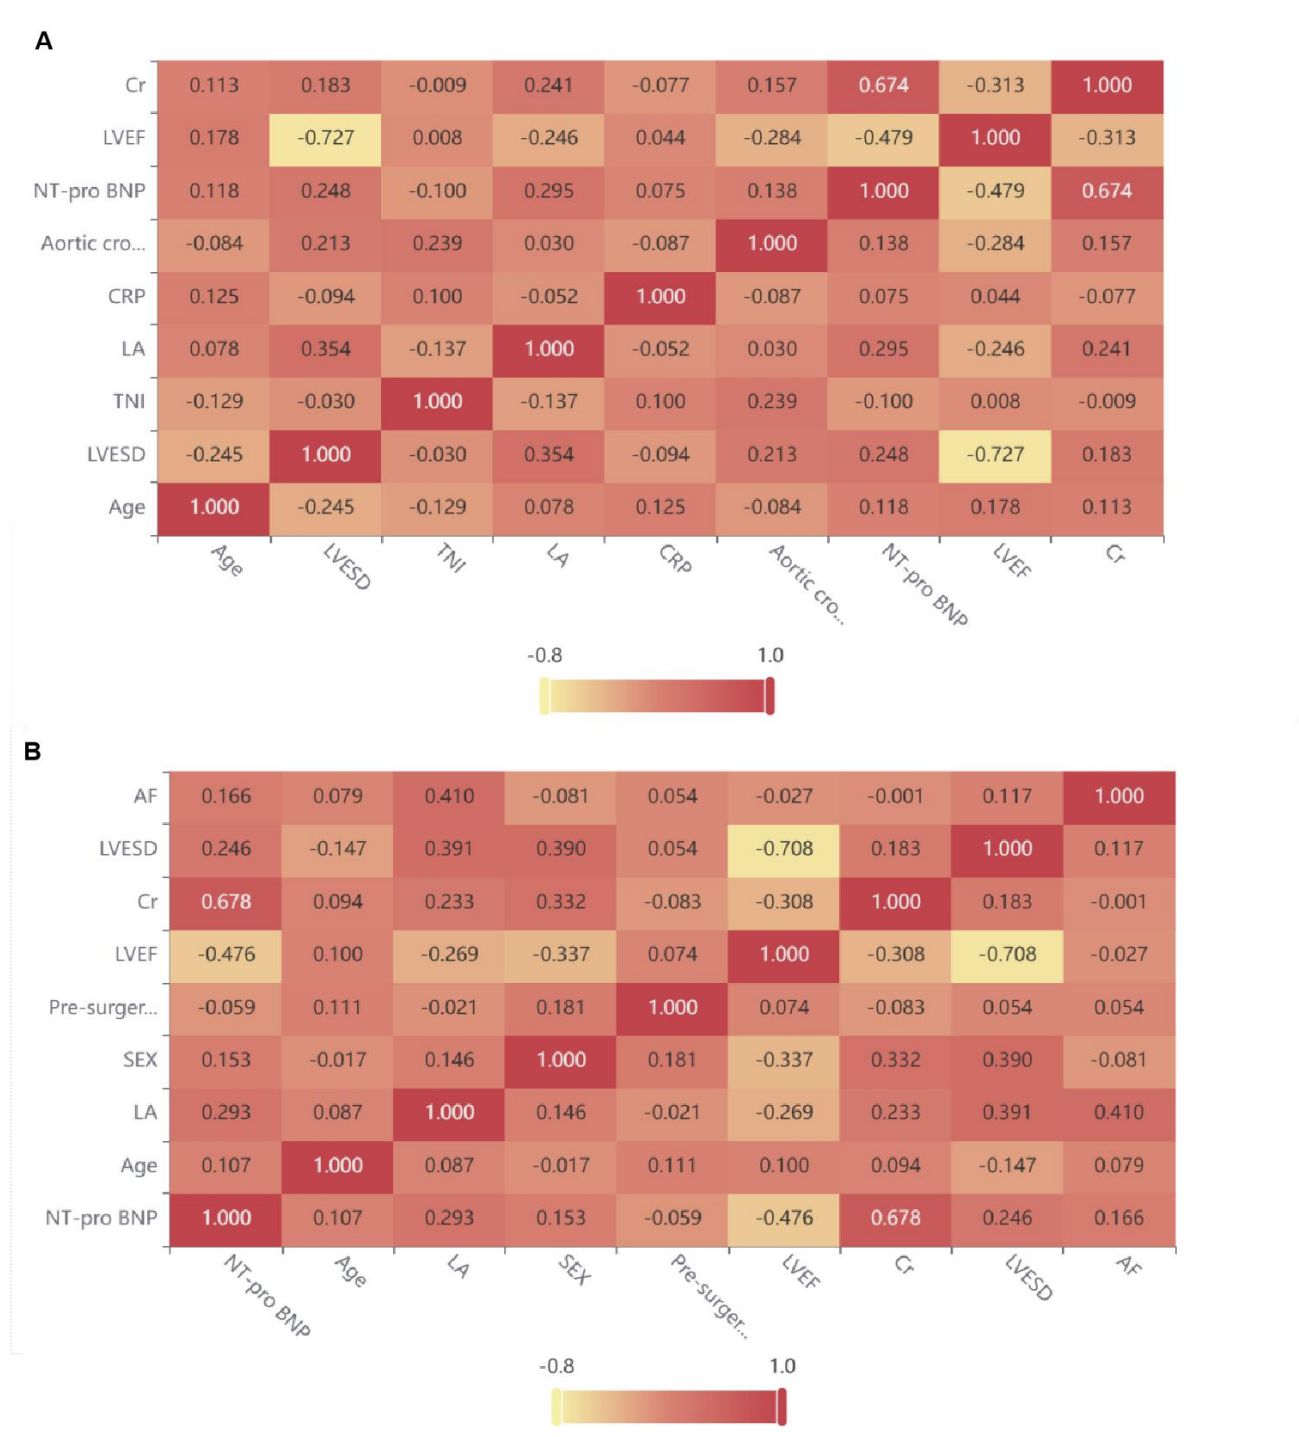 A
Cr 0.113 0.183 -0.009 0.241 -0.077 0.157 0.674 -0.313 1.000
LVEF 0.178 -0.727 0.008 -0.246 0.044 -0.284 -0.479 1.000 -0.313
NT-pro BNP 0.118 0.248 -0.100 0.295 0.075 0.138 1.000 -0.479 0.674
Aortic cro... -0.084 0.213 0.239 0.030 -0.087 1.000 0.138 -0.284 0.157
CRP 0.125 -0.094 0.100 -0.052 1.000 -0.087 0.075 0.044 -0.077
LA 0.078 0.354 -0.137 1.000 -0.052 0.030 0.295 -0.246 0.241
TNI -0.129 -0.030 1.000 -0.137 0.100 0.239 -0.100 0.008 -0.009
LVESD -0.245 1.000 -0.030 0.354 -0.094 0.213 0.248 -0.727 0.183
Age 1.000 -0.245 -0.129 0.078 0.125 -0.084 0.118 0.178 0.113
Age LVESD TNI LA CRP Aortic cro... NT-pro BNP LVEF Cr
-0.8 1.0
B
AF 0.166 0.079 0.410 -0.081 0.054 -0.027 -0.001 0.117 1.000
LVESD 0.246 -0.147 0.391 0.390 0.054 -0.708 0.183 1.000 0.117
Cr 0.678 0.094 0.233 0.332 -0.083 -0.308 1.000 0.183 -0.001
LVEF -0.476 0.100 -0.269 -0.337 0.074 1.000 -0.308 -0.708 -0.027
Pre-surger... -0.059 0.111 -0.021 0.181 1.000 0.074 -0.083 0.054 0.054
SEX 0.153 -0.017 0.146 1.000 0.181 -0.337 0.332 0.390 -0.081
LA 0.293 0.087 1.000 0.146 -0.021 -0.269 0.233 0.391 0.410
Age 0.107 1.000 0.087 -0.017 0.111 0.100 0.094 -0.147 0.079
NT-pro BNP 1.000 0.107 0.293 0.153 -0.059 -0.476 0.678 0.246 0.166
NT-pro BNP Age LA SEX Pre-surger... LVEF Cr LVESD AF
-0.8 1.0